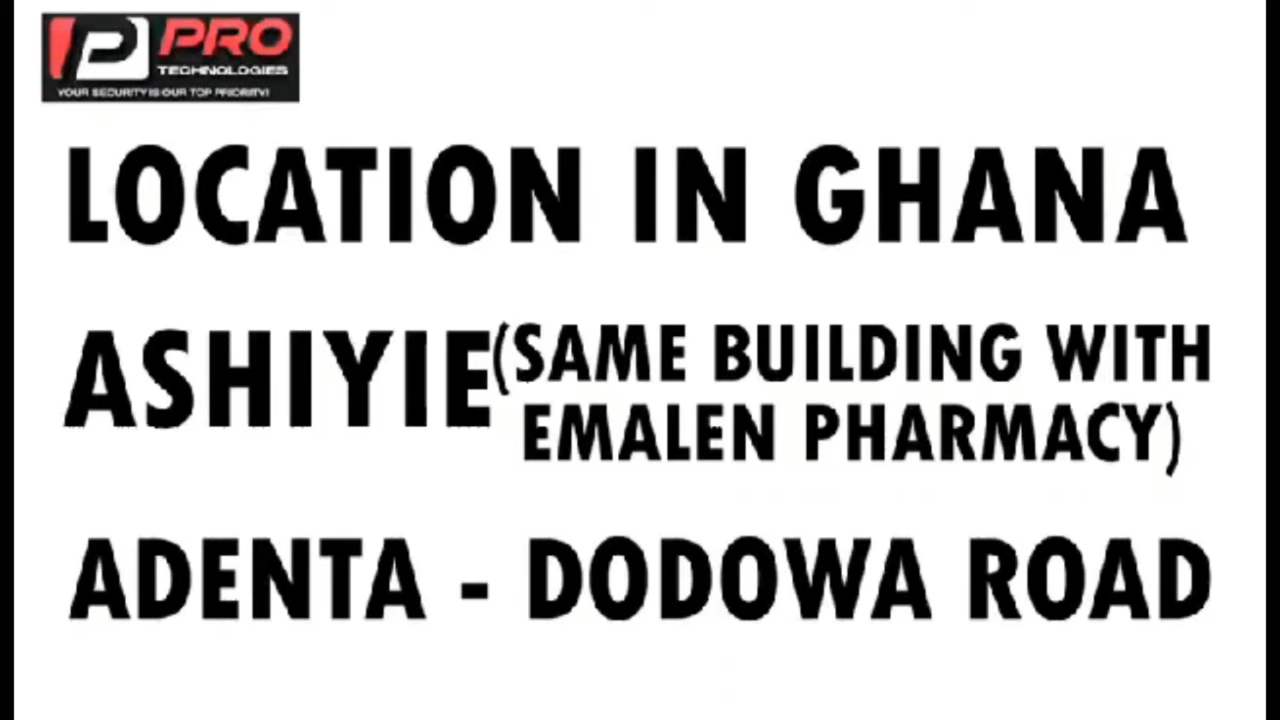 PRO
TECHNOLOGIES
YOUR SECURITY IS OUR TOP PRIORITY!
LOCATION IN GHANA
ASHIYIE (SAME BUILDING WITH
EMALEN PHARMACY)
ADENTA - DODOWA ROAD